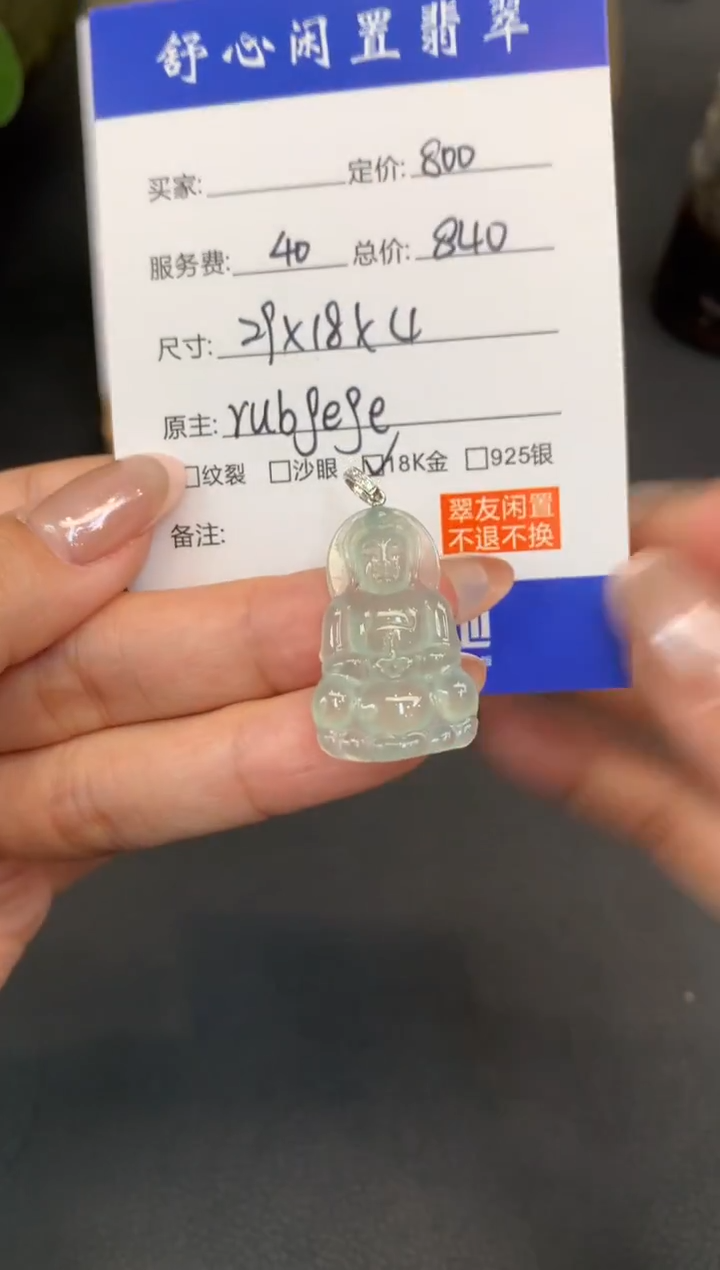 舒心闲置翡翠
买家: 定价: 800
服务费: 40 总价: 840
尺寸: 29x18x4
原主: rubgege
□纹裂 □沙眼 ☑18K金 □925银
备注:
翠友闲置
不退不换